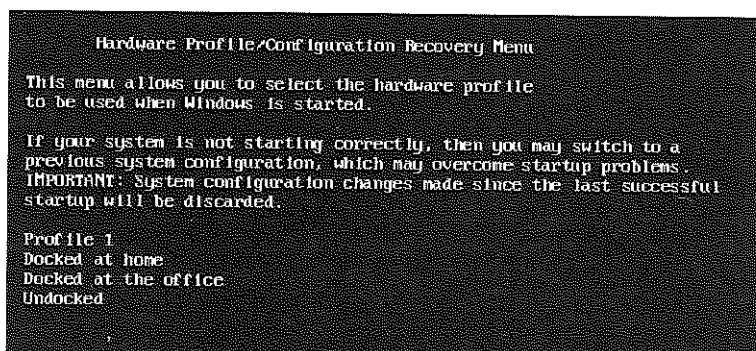 Hardware Profile/Configuration Recovery Menu
This menu allows you to select the hardware profile
to be used when Windows is started.
If your system is not starting correctly, then you may switch to a
previous system configuration, which may overcome startup problems.
IMPORTANT: System configuration changes made since the last successful
startup will be discarded.
Profile 1
Docked at home
Docked at the office
Undocked